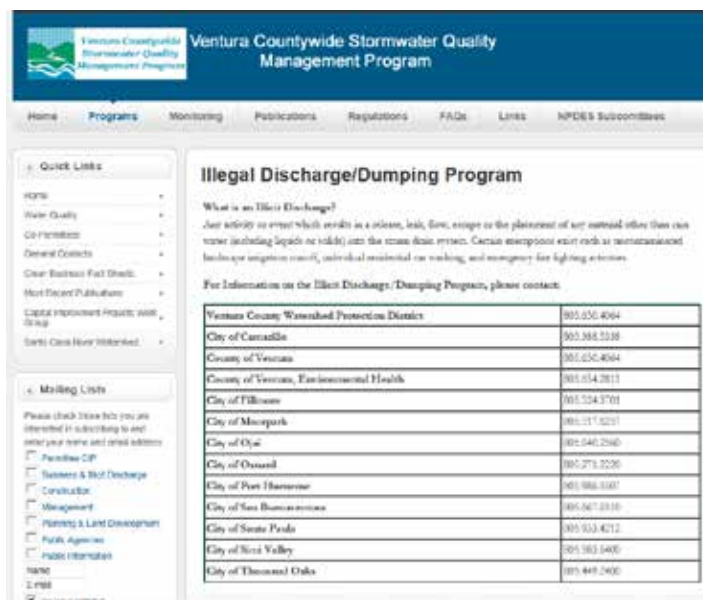 Ventura Countywide
Stormwater Quality
Management Program
Ventura Countywide Stormwater Quality
Management Program
Home Programs Monitoring Publications Regulations FAQs Links NPDES Subcommittees
Quick Links
Home
Water Quality
Co-Permittees
General Contacts
Clean Business Fact Sheets
Most Recent Publications
Capital Improvement Projects Work
Group
Santa Clara River Watershed
Mailing Lists
Please check those lists you are
interested in subscribing to and
enter your name and email address
Permittee CIP
Business & Illicit Discharge
Construction
Management
Planning & Land Development
Public Agencies
Public Information
Name
E-mail
Illegal Discharge/Dumping Program
What is an Illicit Discharge?
Any activity or event which results in a release, leak, flow, escape or the placement of any material other than rain
water (including liquids or solids) into the storm drain system. Certain exemptions exist such as uncontaminated
landscape irrigation runoff, individual residential car washing, and emergency fire fighting activities.
For Information on the Illicit Discharge/Dumping Program, please contact:
Ventura County Watershed Protection District 805.650.4064
City of Camarillo
County of Ventura 805.650.4064
County of Ventura, Environmental Health
City of Fillmore
City of Moorpark
City of Ojai
City of Oxnard
City of Port Hueneme
City of San Buenaventura
City of Santa Paula
City of Simi Valley
City of Thousand Oaks